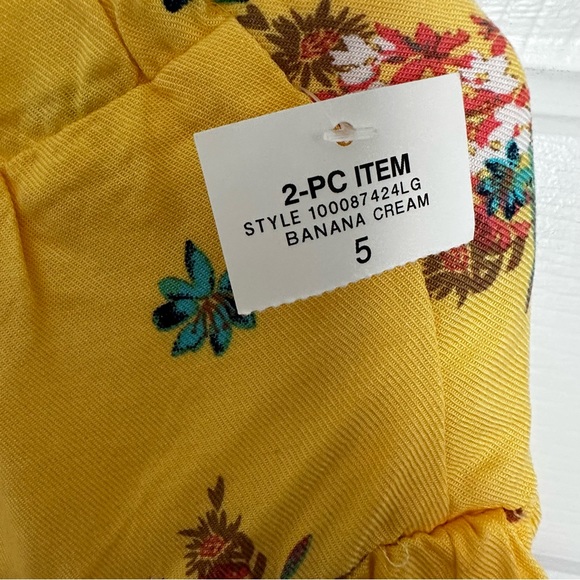 2-PC ITEM
STYLE 100087424LG
BANANA CREAM
5